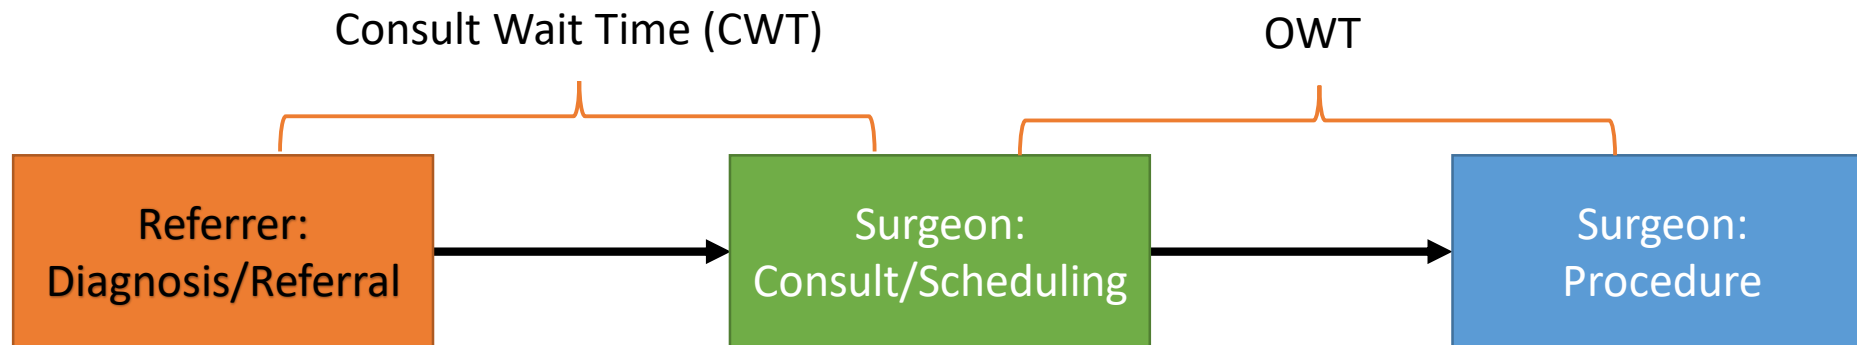 Consult Wait Time (CWT)
OWT
Referrer:
Diagnosis/Referral
Surgeon:
Consult/Scheduling
Surgeon:
Procedure